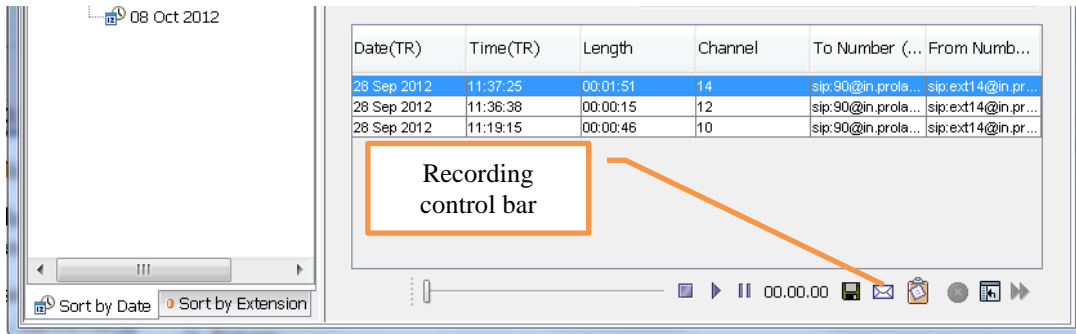 08 Oct 2012
Date(TR) Time(TR) Length Channel To Number (... From Numb...
28 Sep 2012 11:37:25 00:01:51 14 sip:90@in.prola... sip:ext14@in.pr...
28 Sep 2012 11:36:38 00:00:15 12 sip:90@in.prola... sip:ext14@in.pr...
28 Sep 2012 11:19:15 00:00:46 10 sip:90@in.prola... sip:ext14@in.pr...
Recording
control bar
00.00.00
Sort by Date Sort by Extension